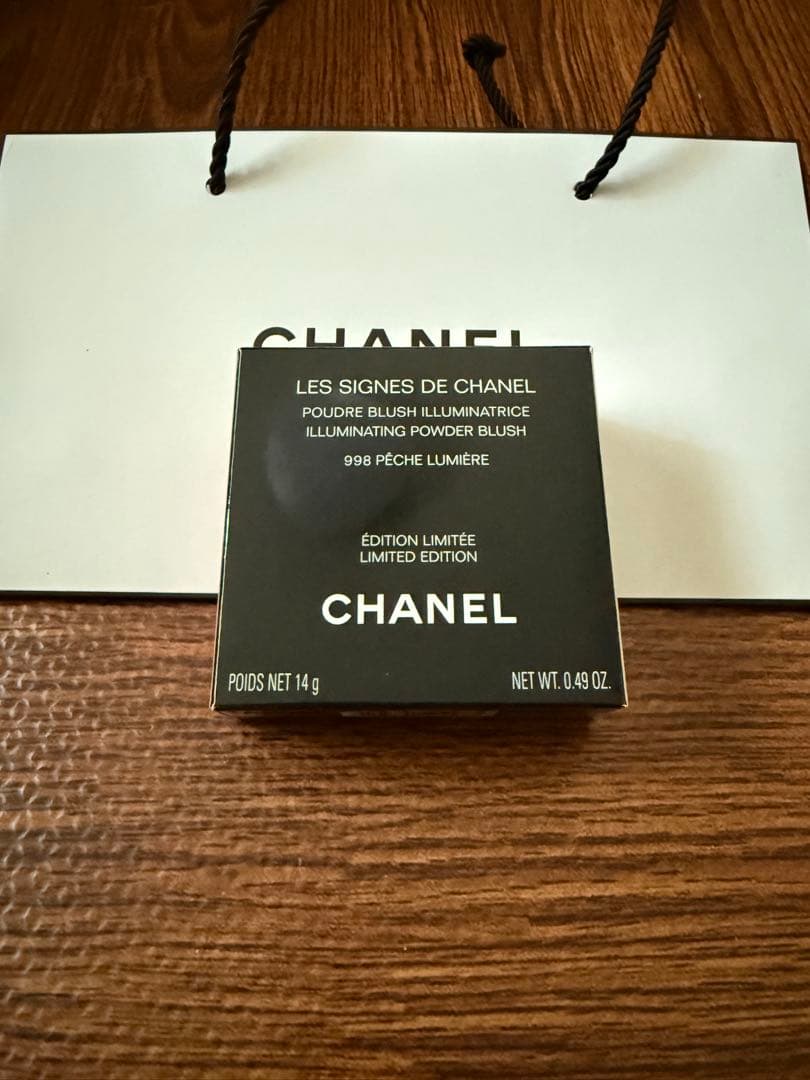 CHANEL
LES SIGNES DE CHANEL
POUDRE BLUSH ILLUMINATRICE
ILLUMINATING POWDER BLUSH
998 PÊCHE LUMIÈRE
ÉDITION LIMITÉE
LIMITED EDITION
CHANEL
POIDS NET 14 g NET WT. 0.49 OZ.